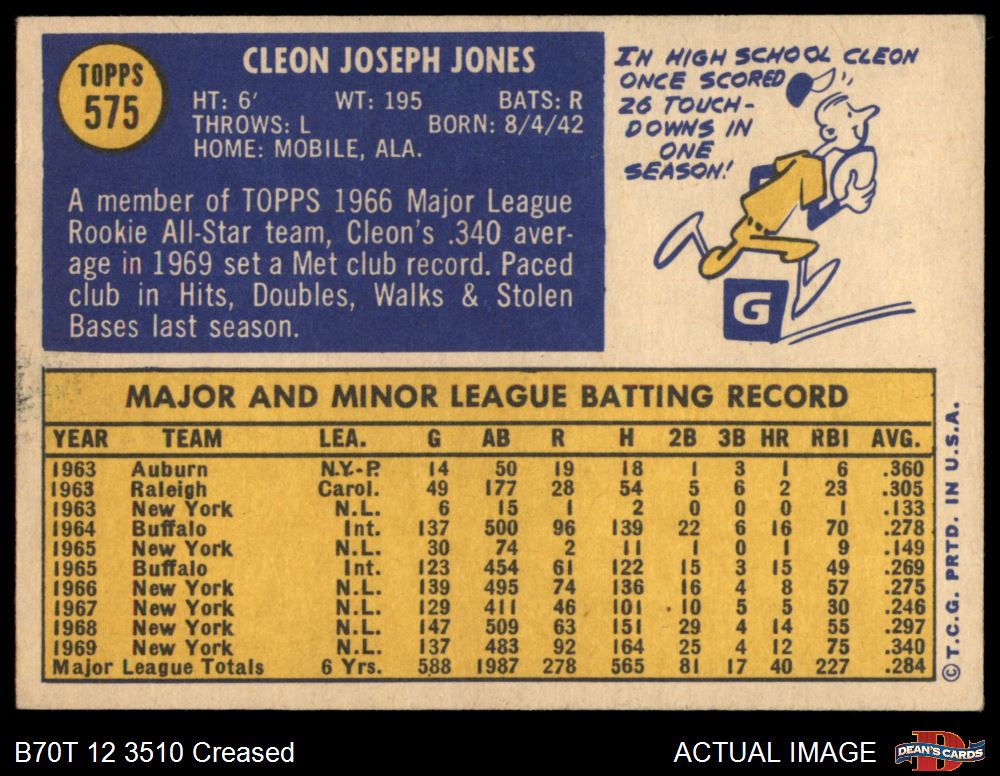 TOPPS
575
CLEON JOSEPH JONES
HT: 6' WT: 195 BATS: R
THROWS: L BORN: 8/4/42
HOME: MOBILE, ALA.
A member of TOPPS 1966 Major League
Rookie All-Star team, Cleon's .340 aver-
age in 1969 set a Met club record. Paced
club in Hits, Doubles, Walks & Stolen
Bases last season.
IN HIGH SCHOOL CLEON
ONCE SCORED
26 TOUCH-
DOWNS IN
ONE
SEASON!
G
MAJOR AND MINOR LEAGUE BATTING RECORD
YEAR TEAM LEA. G AB R H 2B 3B HR RBI AVG.
1963 Auburn N.Y.-P. 14 50 19 18 1 3 1 6 .360
1963 Raleigh Carol. 49 177 28 54 5 6 2 23 .305
1963 New York N.L. 6 15 1 2 0 0 0 1 .133
1964 Buffalo Int. 137 500 96 139 22 6 16 70 .278
1965 New York N.L. 30 74 2 11 1 0 1 9 .149
1965 Buffalo Int. 123 454 61 122 15 3 15 49 .269
1966 New York N.L. 139 495 74 136 16 4 8 57 .275
1967 New York N.L. 129 411 46 101 10 5 5 30 .246
1968 New York N.L. 147 509 63 151 29 4 14 55 .297
1969 New York N.L. 137 483 92 164 25 4 12 75 .340
Major League Totals 6 Yrs. 588 1987 278 565 81 17 40 227 .284
© T.C.G. PRTD. IN U.S.A.
B70T 12 3510 Creased
ACTUAL IMAGE
D
DEAN'S CARDS